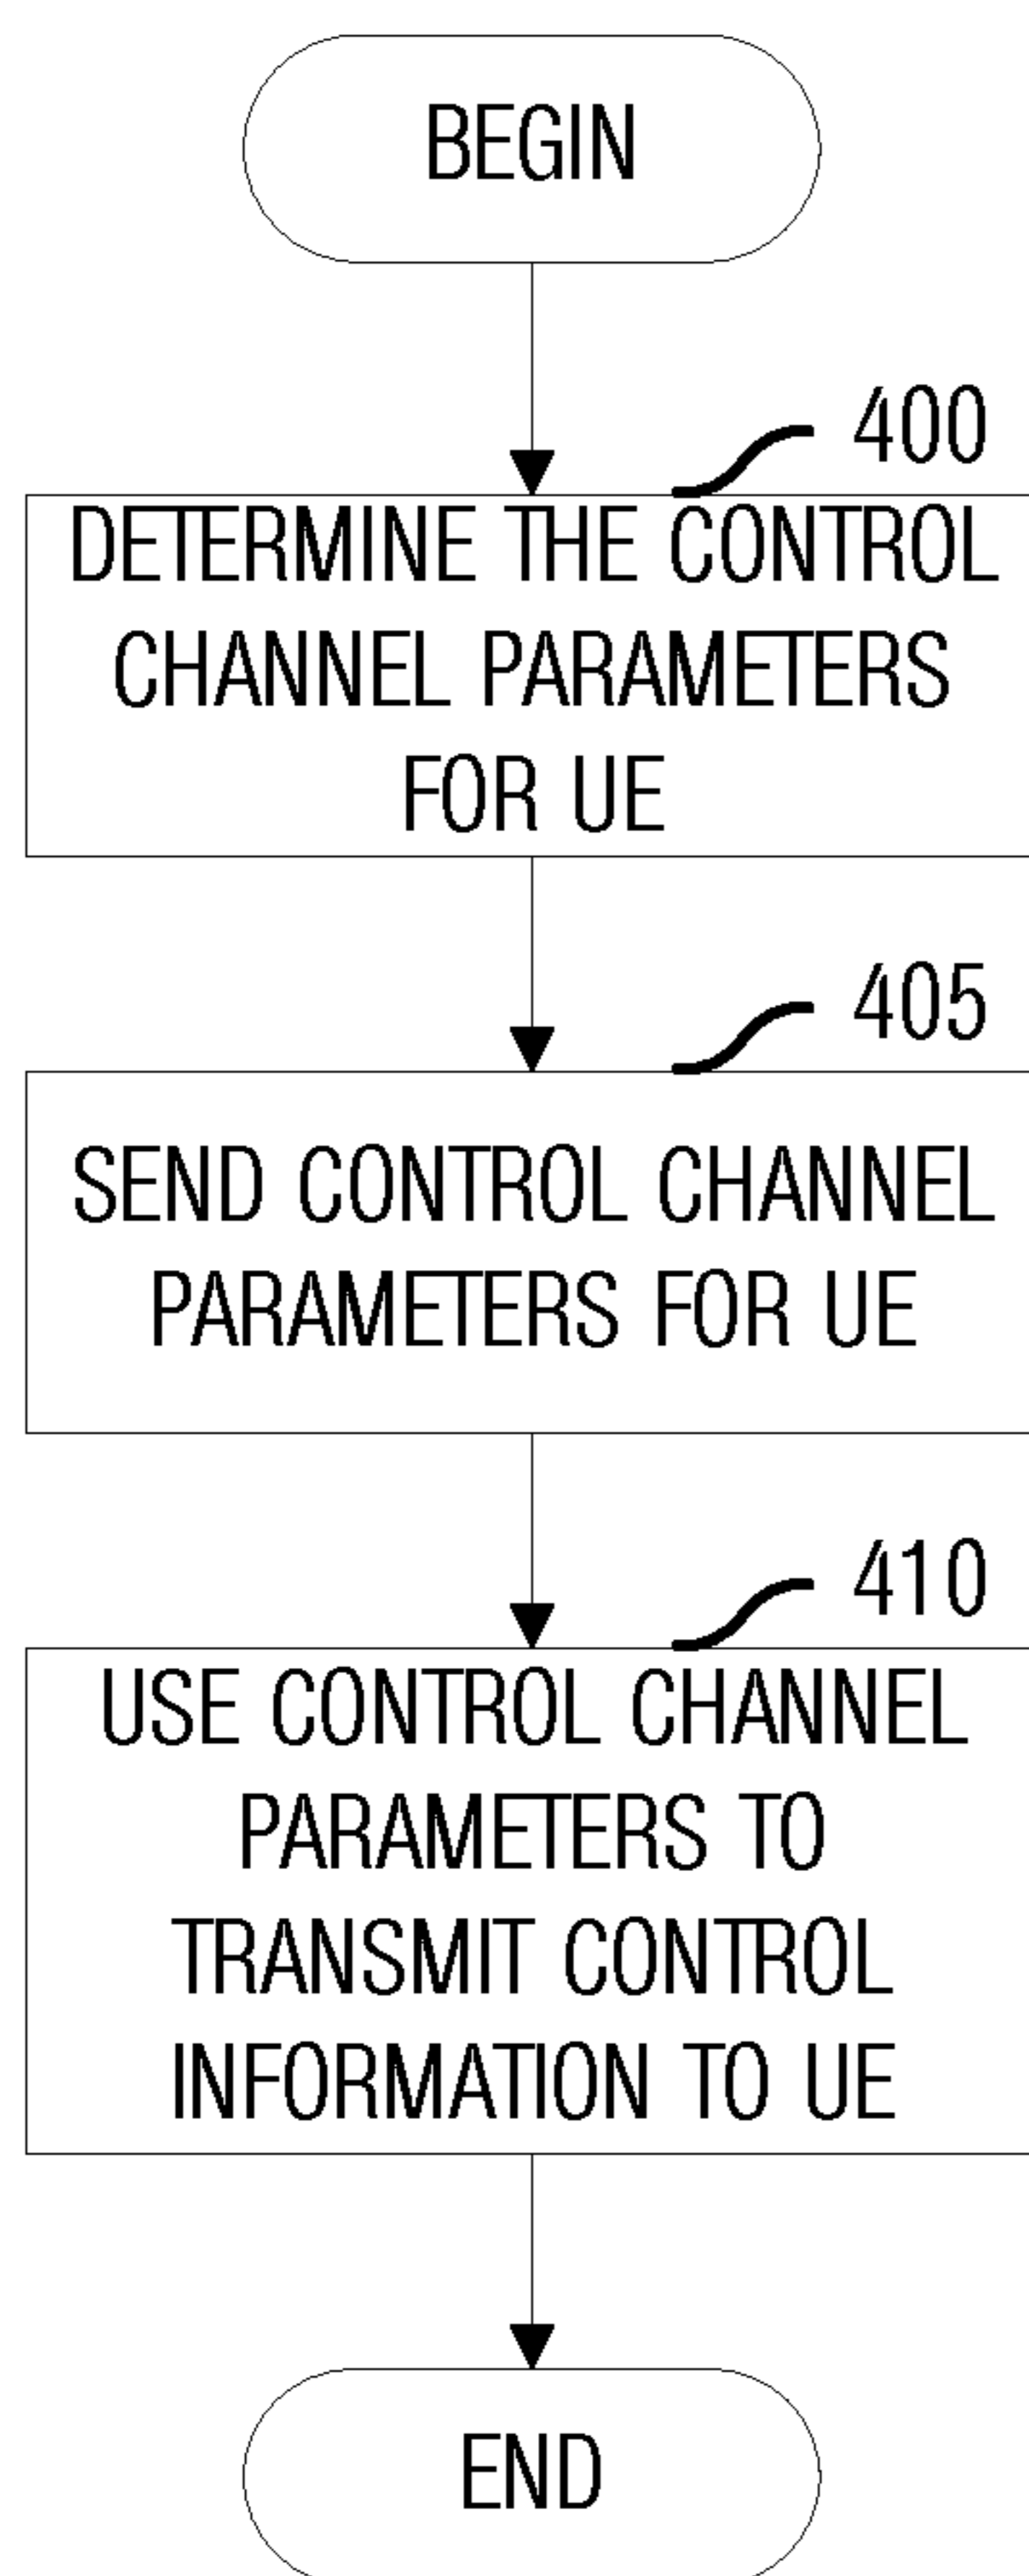 BEGIN
400
DETERMINE THE CONTROL
CHANNEL PARAMETERS
FOR UE
405
SEND CONTROL CHANNEL
PARAMETERS FOR UE
410
USE CONTROL CHANNEL
PARAMETERS TO
TRANSMIT CONTROL
INFORMATION TO UE
END